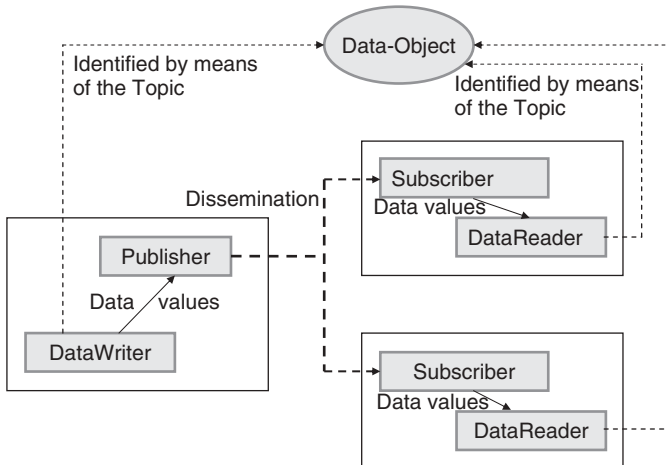 Data-Object
Identified by means
of the Topic
Identified by means
of the Topic
Dissemination
Subscriber
Data values
DataReader
Publisher
Data values
DataWriter
Subscriber
Data values
DataReader